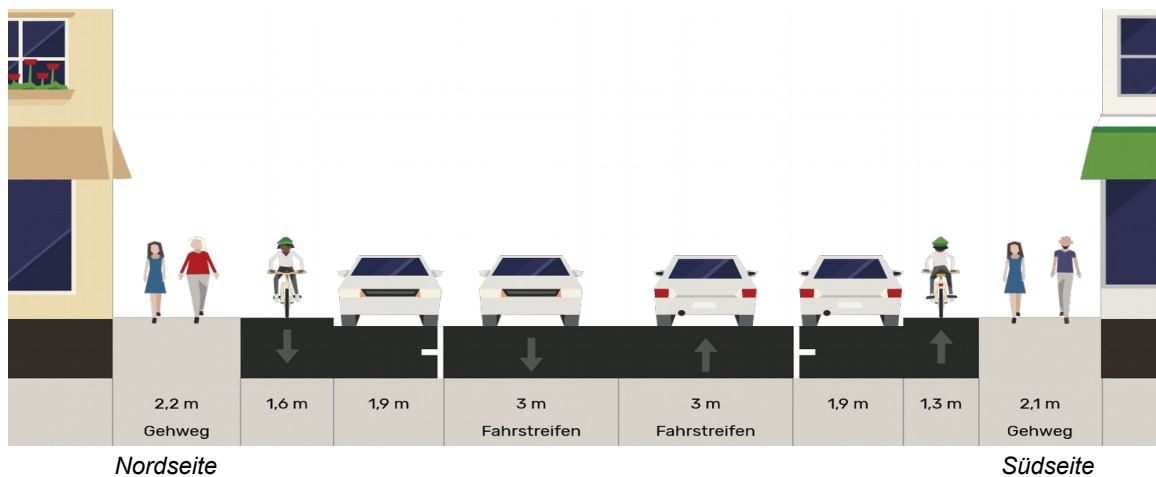 2,2 m 1,6 m 1,9 m 3 m 3 m 1,9 m 1,3 m 2,1 m
Gehweg Fahrstreifen Fahrstreifen Gehweg
Nordseite Südseite